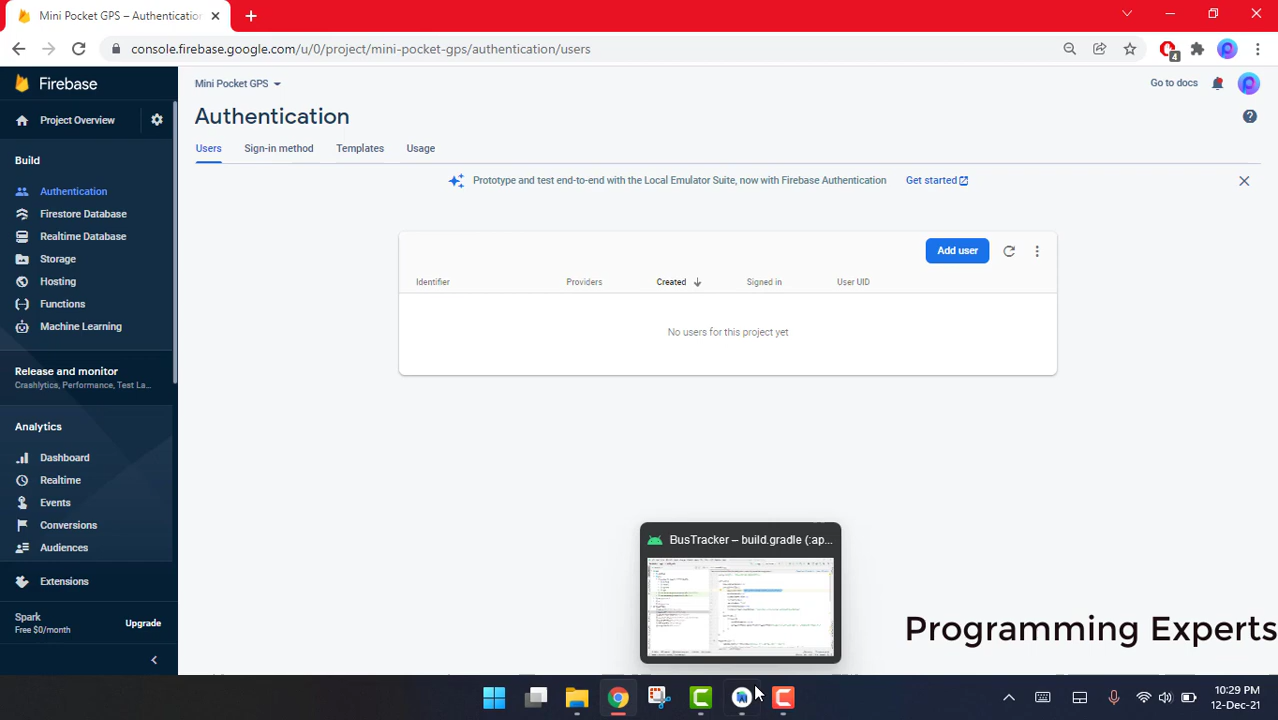 Mini Pocket GPS – Authentication
console.firebase.google.com/u/0/project/mini-pocket-gps/authentication/users
4
Firebase
Mini Pocket GPS
Go to docs
Project Overview
Authentication
Users
Sign-in method
Templates
Usage
Build
Prototype and test end-to-end with the Local Emulator Suite, now with Firebase Authentication
Get started
Authentication
Firestore Database
Realtime Database
Storage
Hosting
Functions
Machine Learning
Add user
Identifier
Providers
Created
Signed in
User UID
No users for this project yet
Release and monitor
Crashlytics, Performance, Test La...
Analytics
Dashboard
Realtime
Events
Conversions
Audiences
Extensions
Spark
Free $0/month
Upgrade
BusTracker – build.gradle (:ap...
Programming Experts
10:29 PM
12-Dec-21